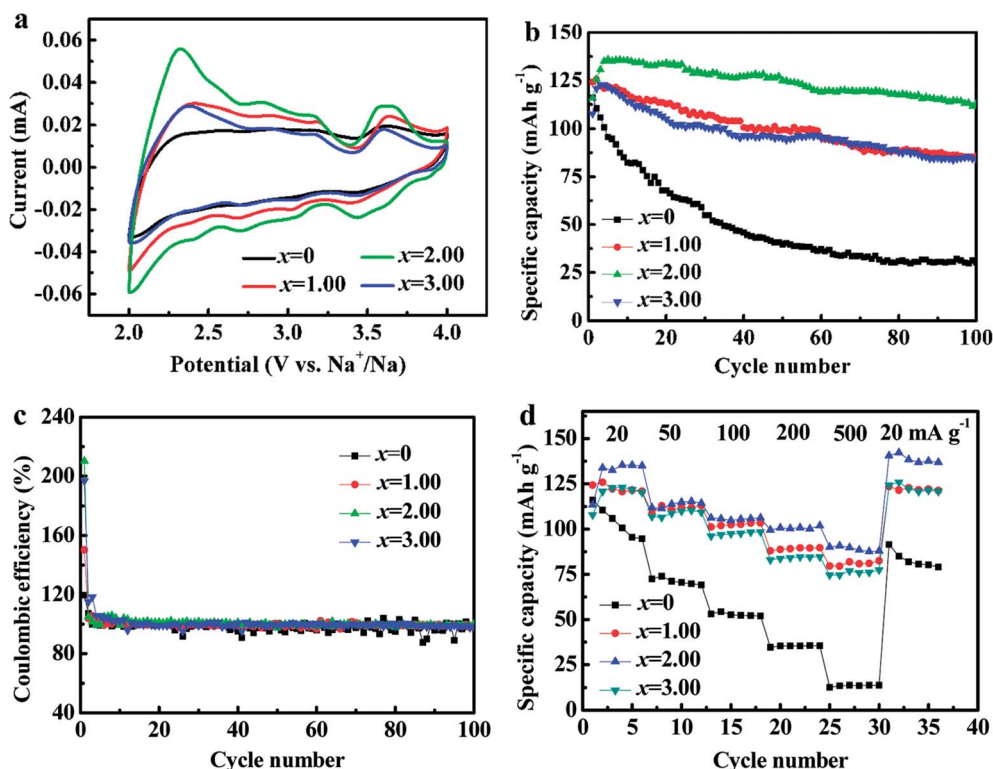 a
0.06
0.04
0.02
0.00
-0.02
-0.04
-0.06
Current (mA)
x=0
x=2.00
x=1.00
x=3.00
2.0 2.5 3.0 3.5 4.0
Potential (V vs. Na⁺/Na)
b
150
125
100
75
50
25
0
Specific capacity (mAh g⁻¹)
x=0
x=1.00
x=2.00
x=3.00
0 20 40 60 80 100
Cycle number
c
240
200
160
120
80
40
Coulombic efficiency (%)
x=0
x=1.00
x=2.00
x=3.00
0 20 40 60 80 100
Cycle number
d
150
125
100
75
50
25
0
Specific capacity (mAh g⁻¹)
20 50 100 200 500 20 mA g⁻¹
x=0
x=1.00
x=2.00
x=3.00
0 5 10 15 20 25 30 35 40
Cycle number